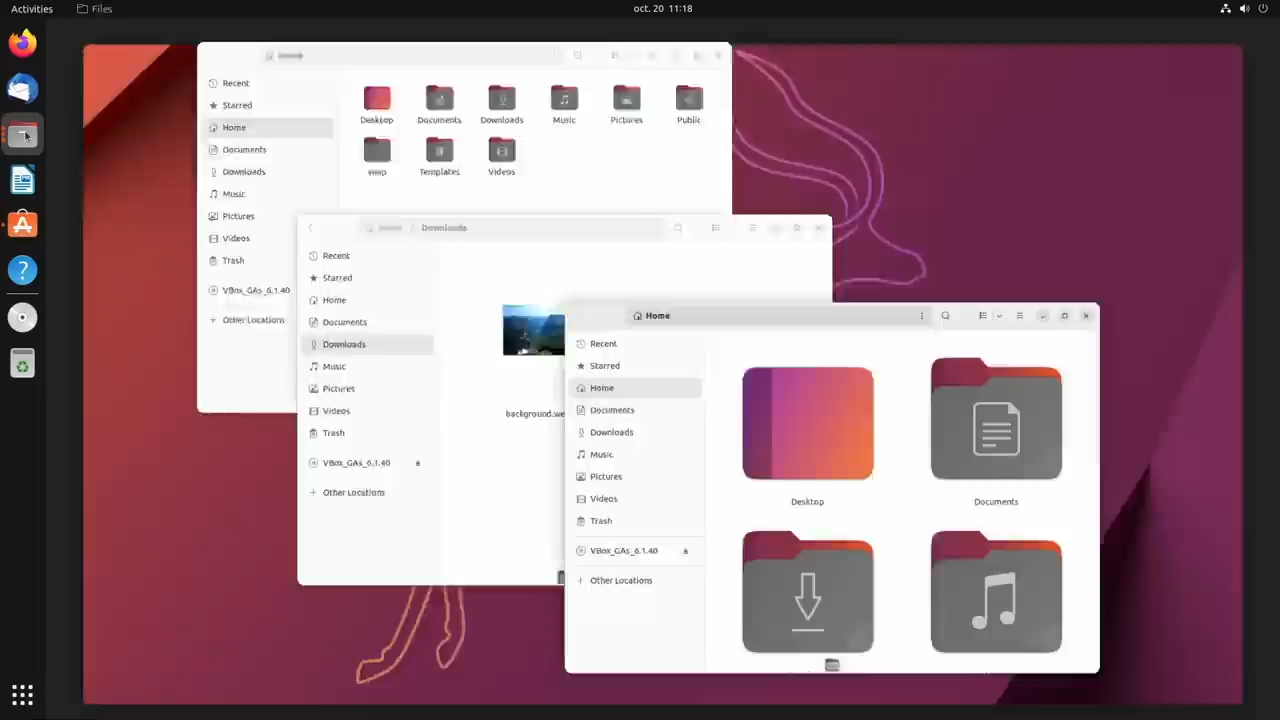 Activities Files oct. 20 11:18
Recent
Starred
Home
Documents
Downloads
Music
Pictures
Videos
Trash
VBox_GAs_6.1.40
Other Locations
Desktop Documents Downloads Music Pictures Public
Templates Videos
Downloads
Recent
Starred
Home
Documents
Downloads
Music
Pictures
Videos
Trash
VBox_GAs_6.1.40
Other Locations
background.we
Home
Recent
Starred
Home
Documents
Downloads
Music
Pictures
Videos
Trash
VBox_GAs_6.1.40
Other Locations
Desktop Documents